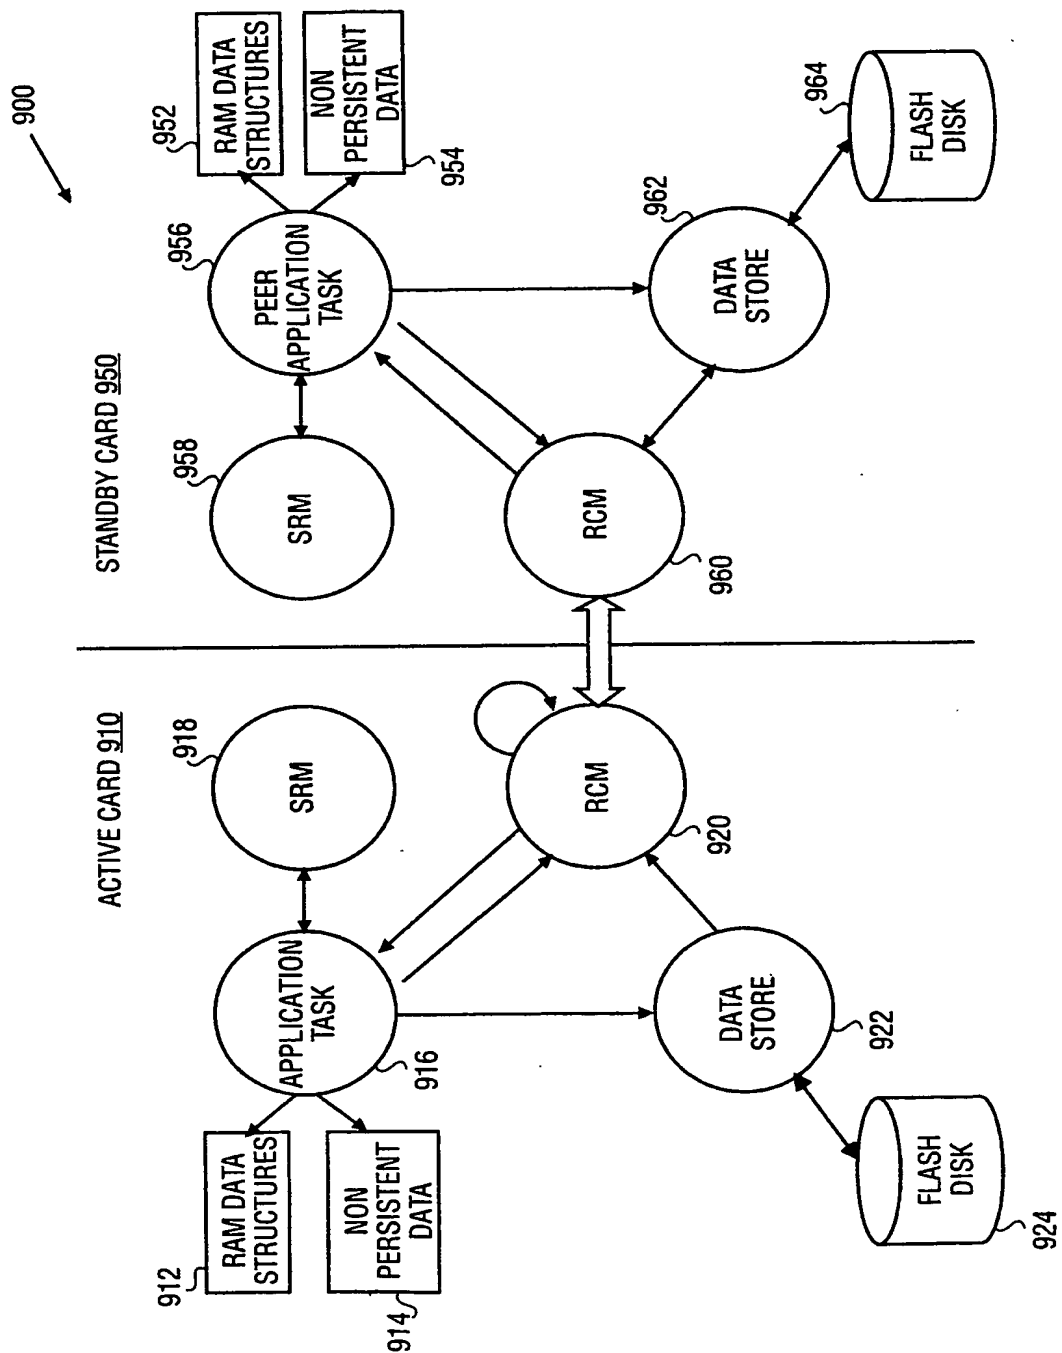 900
ACTIVE CARD 910
STANDBY CARD 950
912
RAM DATA
STRUCTURES
914
NON
PERSISTENT
DATA
APPLICATION
TASK
916
918
SRM
RCM
920
DATA
STORE
922
FLASH
DISK
924
958
SRM
956
PEER
APPLICATION
TASK
952
RAM DATA
STRUCTURES
NON
PERSISTENT
DATA
954
RCM
960
962
DATA
STORE
964
FLASH
DISK